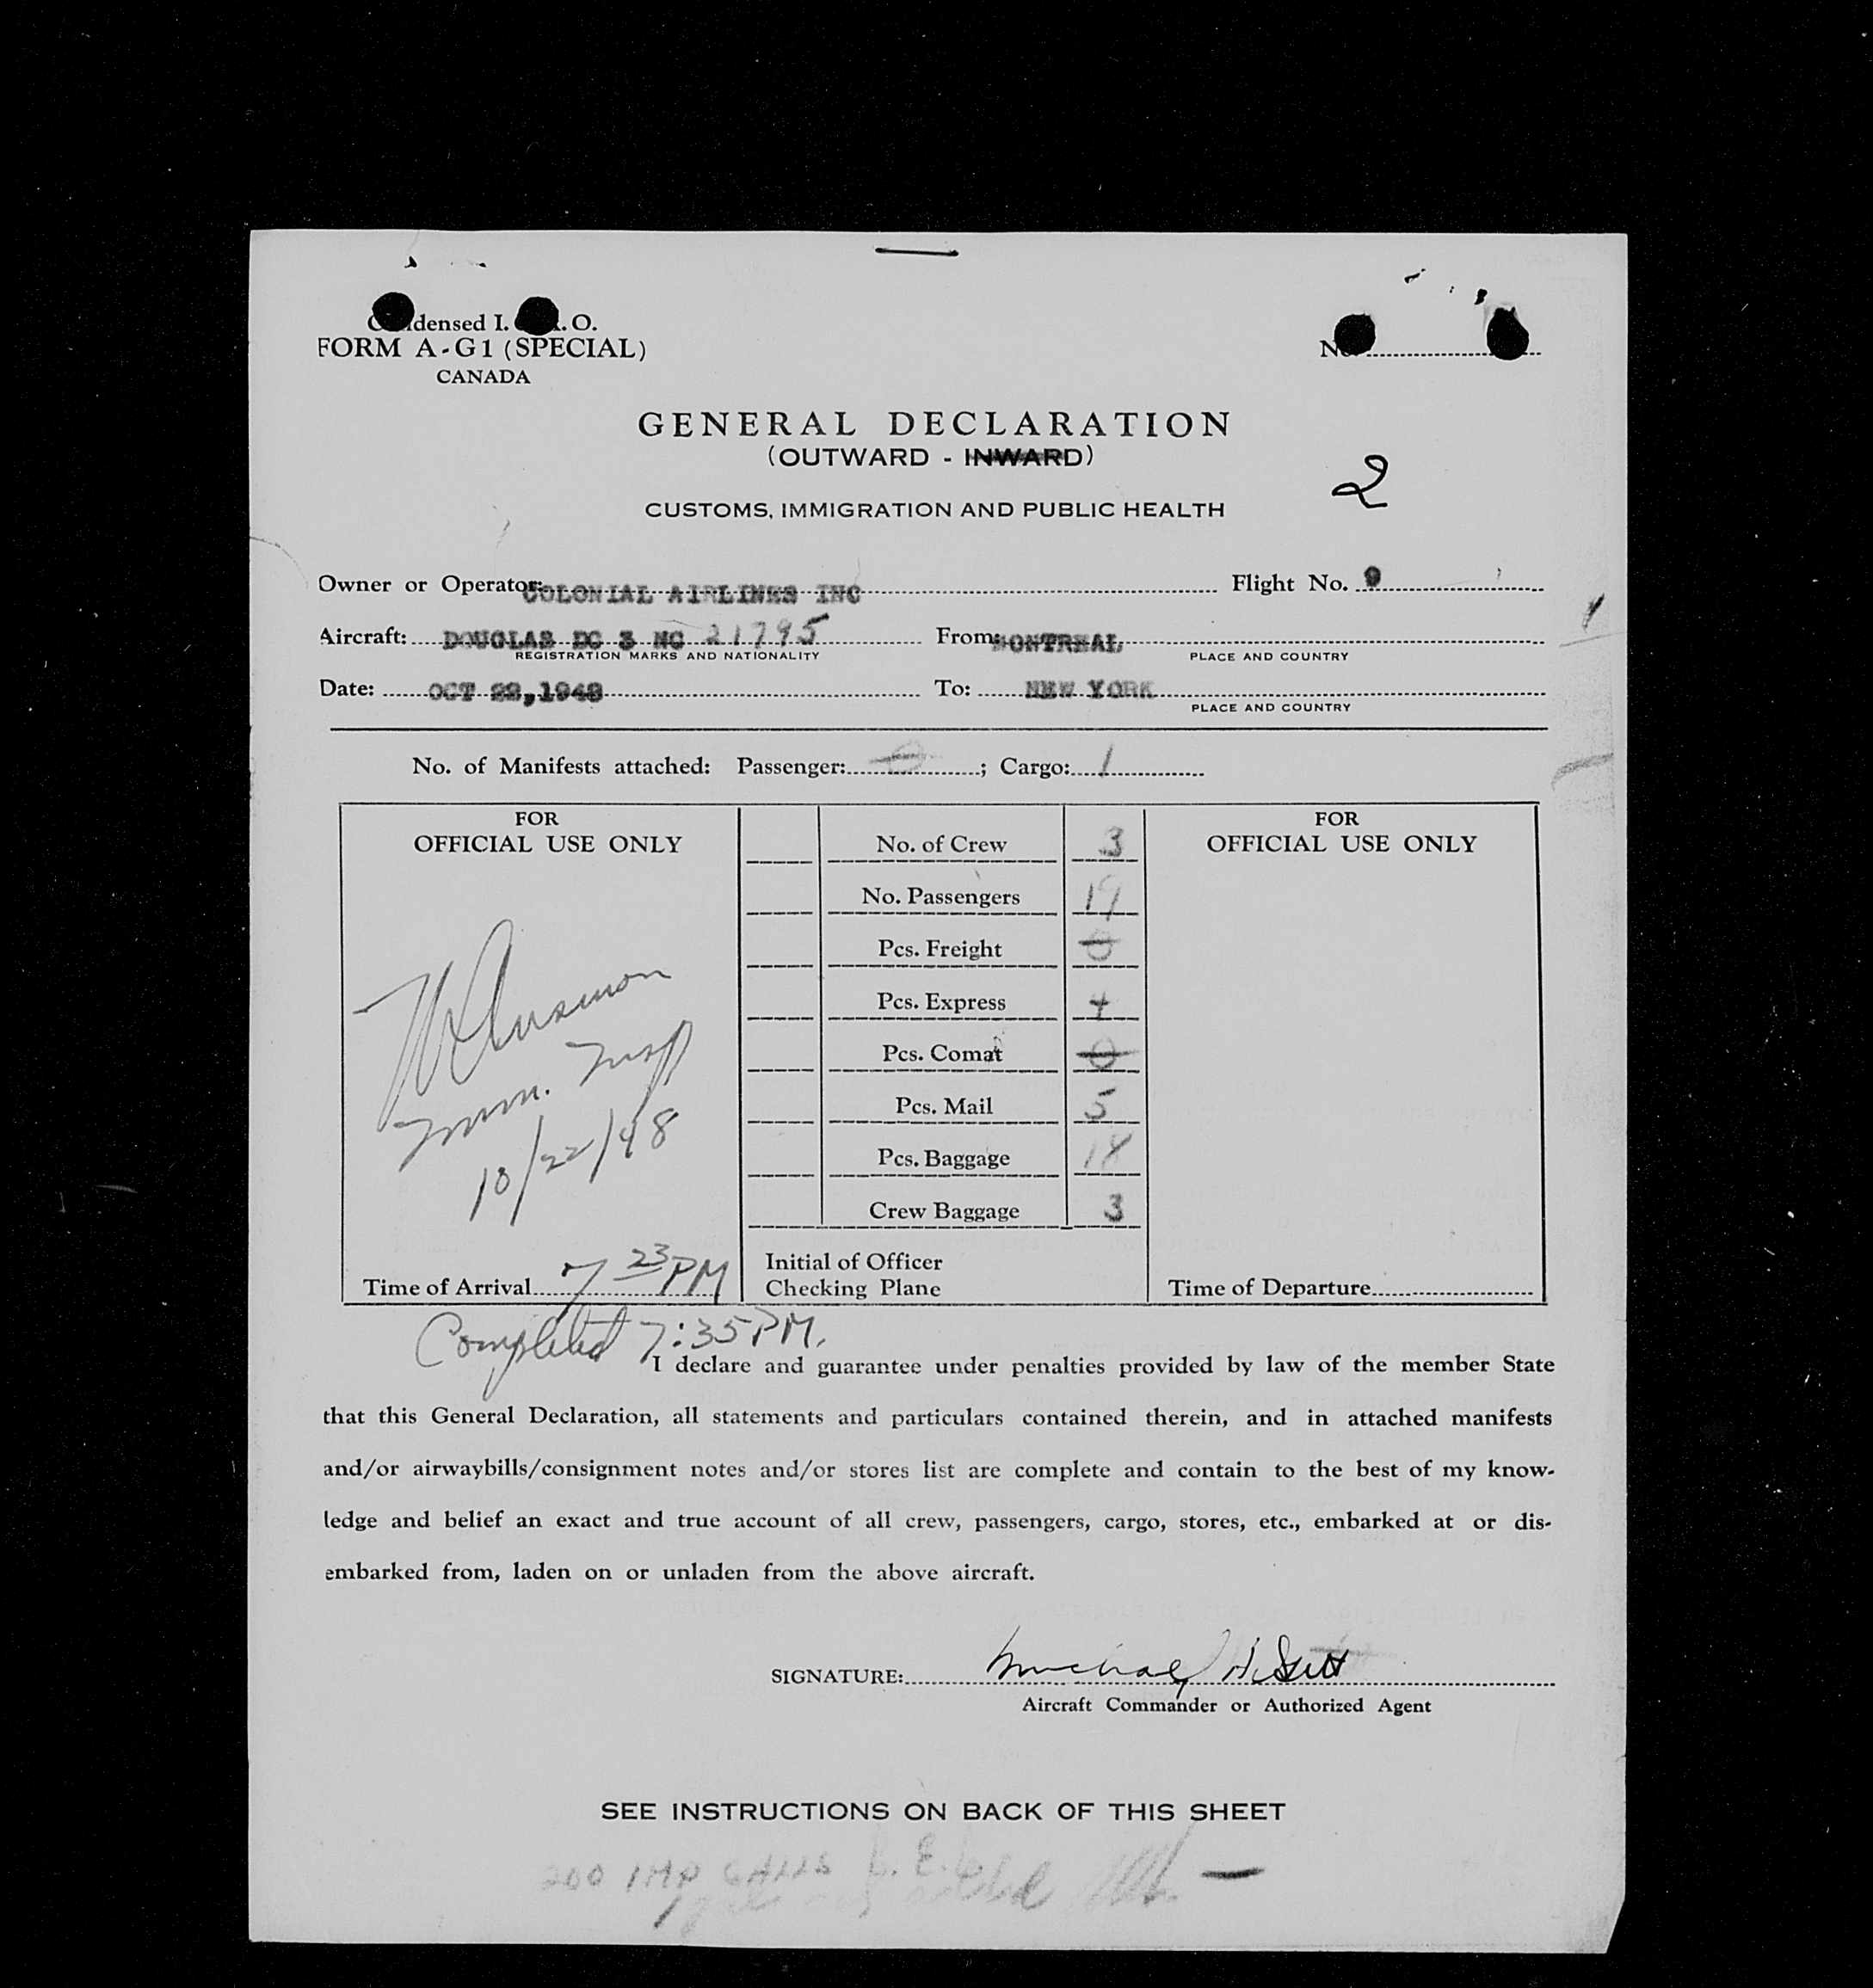 densed I. . O.
FORM A-G1 (SPECIAL)
CANADA
No.
GENERAL DECLARATION
(OUTWARD - INWARD)
CUSTOMS, IMMIGRATION AND PUBLIC HEALTH
2
Owner or Operator: COLONIAL AIRLINES INC Flight No. 9
Aircraft: DOUGLAS DC 3 NC 21795 From: MONTREAL
REGISTRATION MARKS AND NATIONALITY PLACE AND COUNTRY
Date: OCT 22,1948 To: NEW YORK
PLACE AND COUNTRY
No. of Manifests attached: Passenger: 0; Cargo: 1
FOR
OFFICIAL USE ONLY
Imm. Insp
10/22/48
Time of Arrival 7 23 PM
No. of Crew 3
No. Passengers 19
Pcs. Freight 0
Pcs. Express 4
Pcs. Comat 0
Pcs. Mail 5
Pcs. Baggage 18
Crew Baggage 3
Initial of Officer
Checking Plane
FOR
OFFICIAL USE ONLY
Time of Departure
Completed 7:35 PM.
I declare and guarantee under penalties provided by law of the member State
that this General Declaration, all statements and particulars contained therein, and in attached manifests
and/or airwaybills/consignment notes and/or stores list are complete and contain to the best of my know-
ledge and belief an exact and true account of all crew, passengers, cargo, stores, etc., embarked at or dis-
embarked from, laden on or unladen from the above aircraft.
SIGNATURE:
Aircraft Commander or Authorized Agent
SEE INSTRUCTIONS ON BACK OF THIS SHEET
200 IMP GALLS